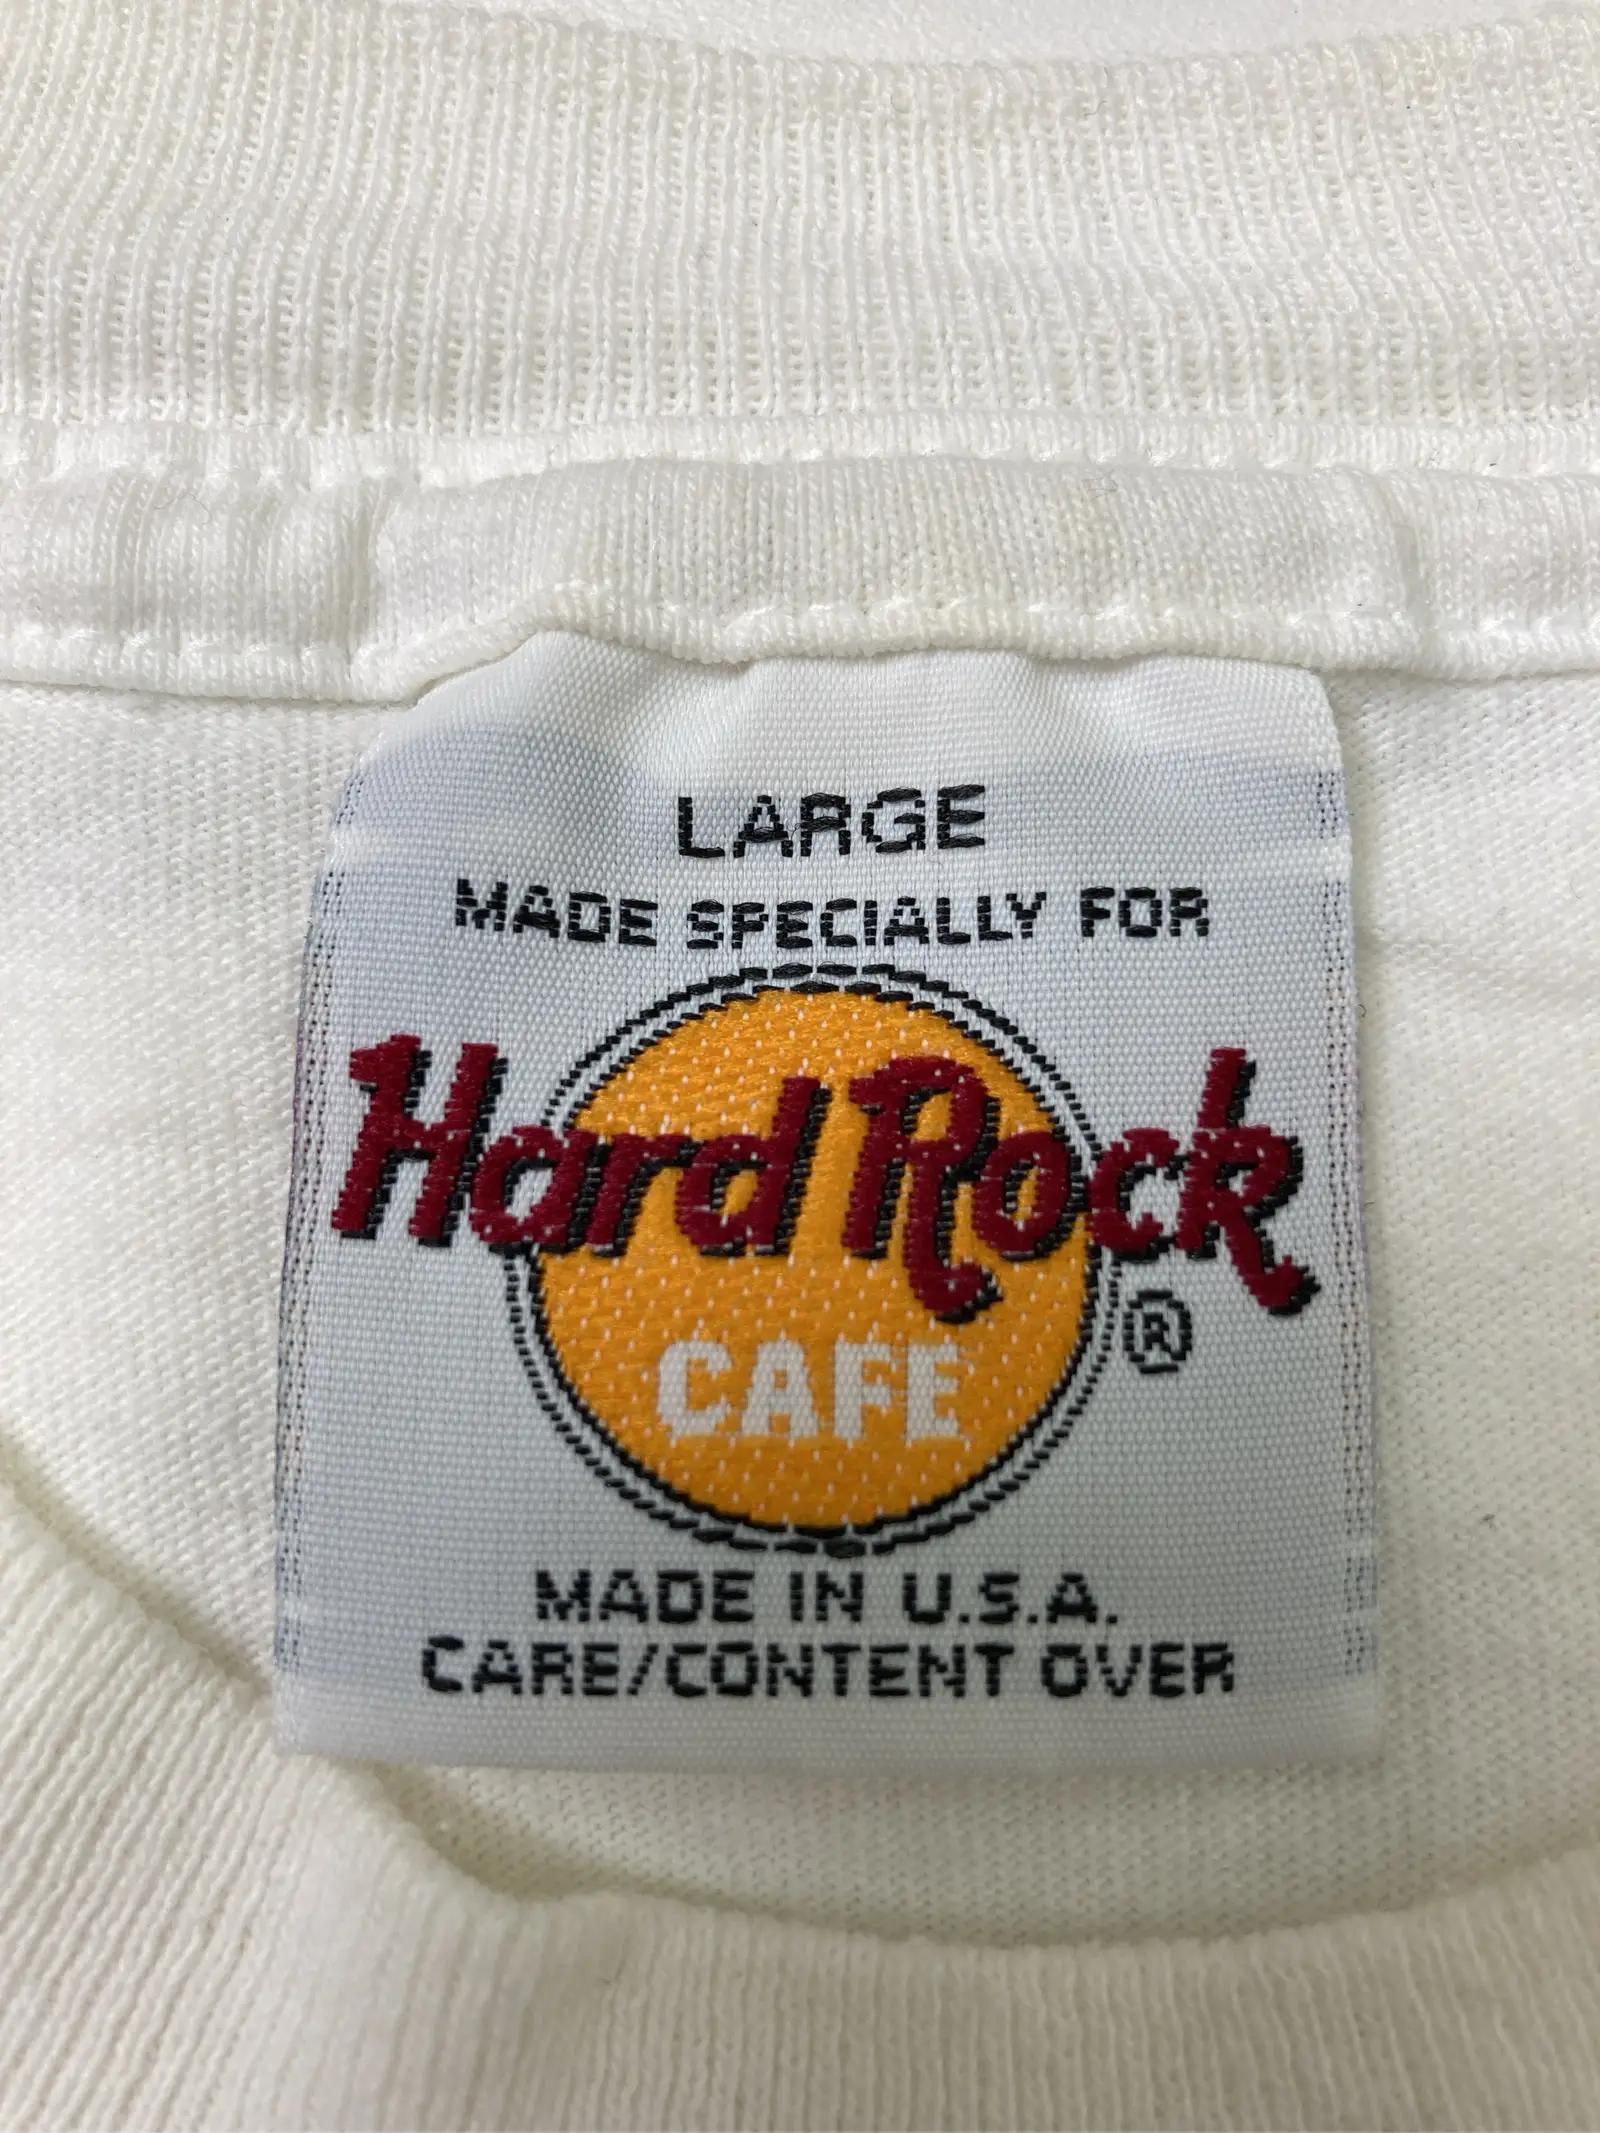 LARGE
MADE SPECIALLY FOR
Hard Rock
CAFE
®
MADE IN U.S.A.
CARE/CONTENT OVER